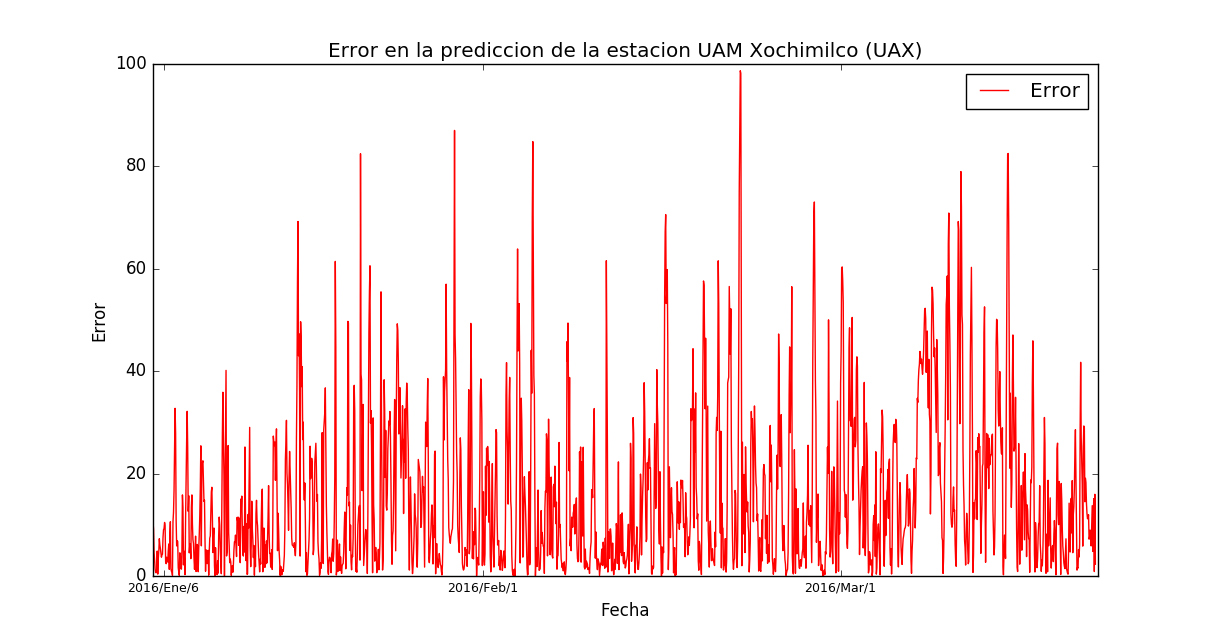 Error en la prediccion de la estacion UAM Xochimilco (UAX)
100
80
60
40
20
0
Error
Error
2016/Ene/6
2016/Feb/1
2016/Mar/1
Fecha